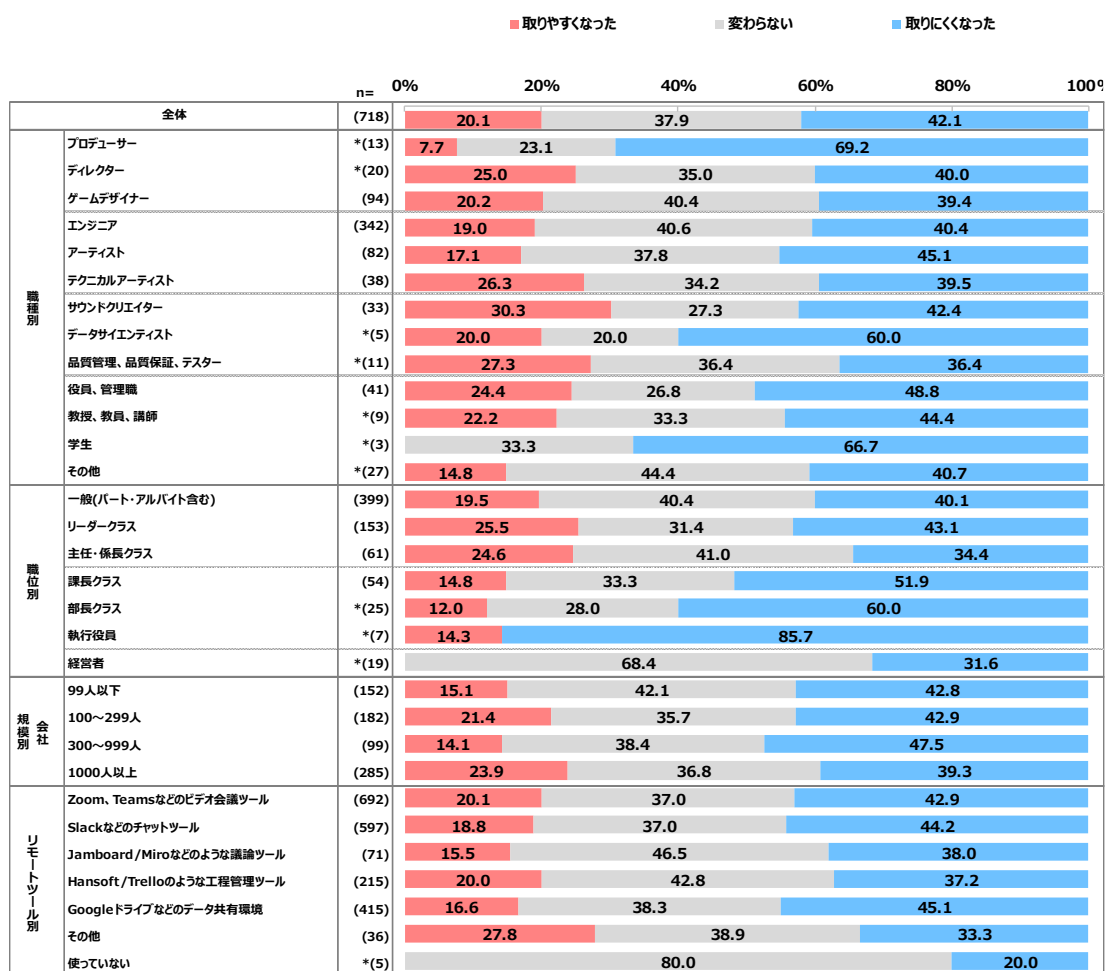 取りやすくなった 変わらない 取りにくくなった
n= 0% 20% 40% 60% 80% 100%
全体 (718) 20.1 37.9 42.1
職種別
プロデューサー *(13) 7.7 23.1 69.2
ディレクター *(20) 25.0 35.0 40.0
ゲームデザイナー (94) 20.2 40.4 39.4
エンジニア (342) 19.0 40.6 40.4
アーティスト (82) 17.1 37.8 45.1
テクニカルアーティスト (38) 26.3 34.2 39.5
サウンドクリエイター (33) 30.3 27.3 42.4
データサイエンティスト *(5) 20.0 20.0 60.0
品質管理、品質保証、テスター *(11) 27.3 36.4 36.4
役員、管理職 (41) 24.4 26.8 48.8
教授、教員、講師 *(9) 22.2 33.3 44.4
学生 *(3) 33.3 66.7
その他 *(27) 14.8 44.4 40.7
職位別
一般(パート・アルバイト含む) (399) 19.5 40.4 40.1
リーダークラス (153) 25.5 31.4 43.1
主任・係長クラス (61) 24.6 41.0 34.4
課長クラス (54) 14.8 33.3 51.9
部長クラス *(25) 12.0 28.0 60.0
執行役員 *(7) 14.3 85.7
経営者 *(19) 68.4 31.6
会社規模別
99人以下 (152) 15.1 42.1 42.8
100～299人 (182) 21.4 35.7 42.9
300～999人 (99) 14.1 38.4 47.5
1000人以上 (285) 23.9 36.8 39.3
リモートツール別
Zoom、Teamsなどのビデオ会議ツール (692) 20.1 37.0 42.9
Slackなどのチャットツール (597) 18.8 37.0 44.2
Jamboard/Miroなどのような議論ツール (71) 15.5 46.5 38.0
Hansoft/Trelloのような工程管理ツール (215) 20.0 42.8 37.2
Googleドライブなどのデータ共有環境 (415) 16.6 38.3 45.1
その他 (36) 27.8 38.9 33.3
使っていない *(5) 80.0 20.0